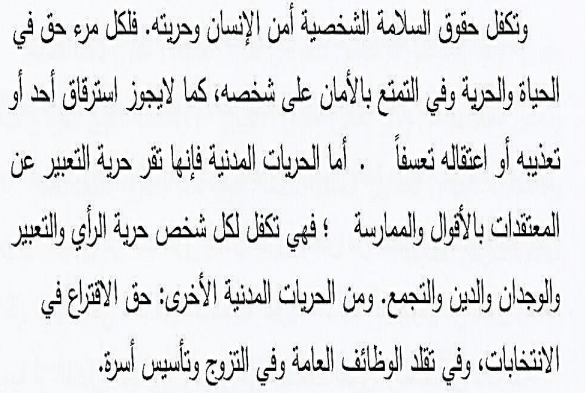 وتكفل حقوق السلامة الشخصية أمن الإنسان وحريته. فلكل مرء حق في
الحياة والحرية وفي التمتع بالأمان على شخصه، كما لايجوز استرقاق أحد أو
تعذيبه أو اعتقاله تعسفاً . أما الحريات المدنية فإنها تقر حرية التعبير عن
المعتقدات بالأقوال والممارسة ؛ فهي تكفل لكل شخص حرية الرأي والتعبير
والوجدان والدين والتجمع. ومن الحريات المدنية الأخرى: حق الاقتراع في
الانتخابات، وفي تقلد الوظائف العامة وفي التزوج وتأسيس أسرة.